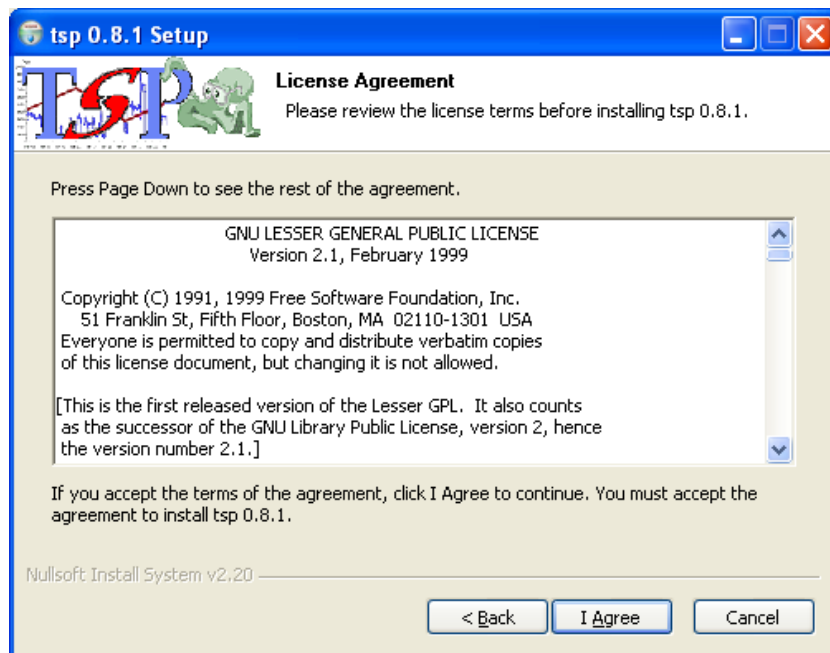 tsp 0.8.1 Setup
TSP
License Agreement
Please review the license terms before installing tsp 0.8.1.
Press Page Down to see the rest of the agreement.
GNU LESSER GENERAL PUBLIC LICENSE
Version 2.1, February 1999
Copyright (C) 1991, 1999 Free Software Foundation, Inc.
51 Franklin St, Fifth Floor, Boston, MA  02110-1301  USA
Everyone is permitted to copy and distribute verbatim copies
of this license document, but changing it is not allowed.
[This is the first released version of the Lesser GPL.  It also counts
as the successor of the GNU Library Public License, version 2, hence
the version number 2.1.]
If you accept the terms of the agreement, click I Agree to continue. You must accept the
agreement to install tsp 0.8.1.
Nullsoft Install System v2.20
< Back
I Agree
Cancel